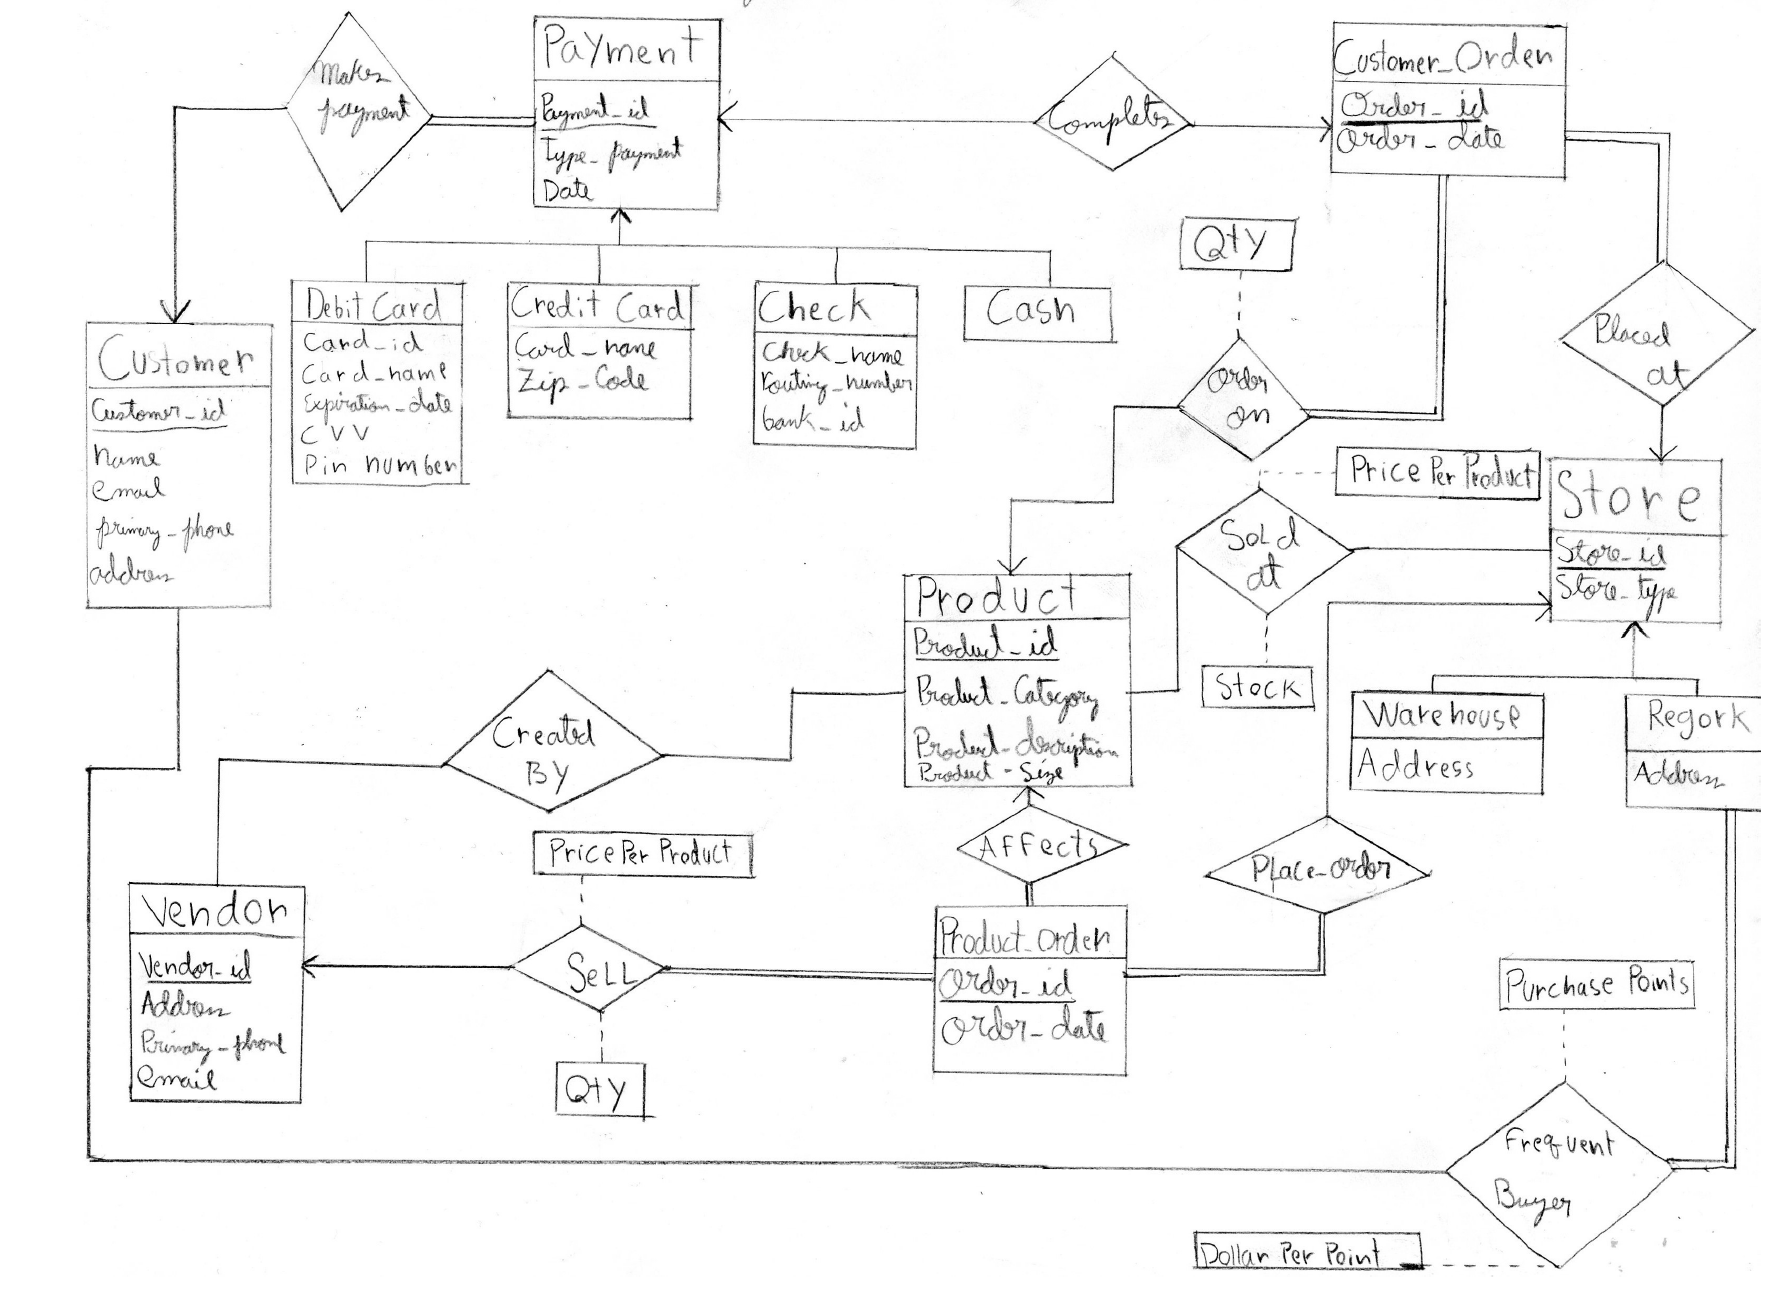 Makes
payment
Payment
Payment_id
Type_payment
Date
Completes
Customer_Order
Order_id
Order_date
Qty
Placed
at
Debit Card
Card_id
Card_name
Expiration_date
CVV
Pin number
Credit Card
Card_name
Zip_Code
Check
Check_name
routing_number
bank_id
Cash
Customer
Customer_id
name
email
primary_phone
address
Order
on
Price Per Product
Sold
at
Stock
Store
Store_id
Store_type
Product
Product_id
Product_Category
Product_description
Product_Size
Warehouse
Address
Regork
Address
Created
BY
Affects
Place_order
Price Per Product
Vendor
Vendor_id
Address
Primary_phone
email
Sell
Qty
Product_Order
Order_id
Order_date
Purchase Points
Frequent
Buyer
Dollar Per Point